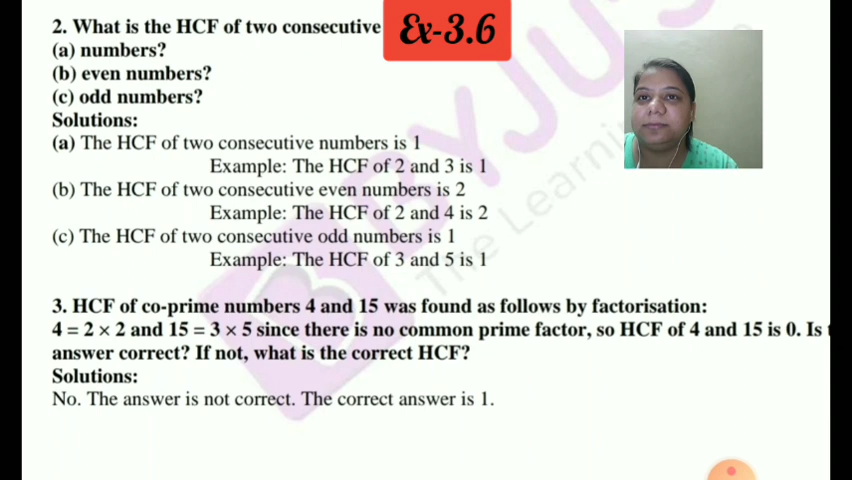 2. What is the HCF of two consecutive
Ex-3.6
(a) numbers?
(b) even numbers?
(c) odd numbers?
Solutions:
(a) The HCF of two consecutive numbers is 1
Example: The HCF of 2 and 3 is 1
(b) The HCF of two consecutive even numbers is 2
Example: The HCF of 2 and 4 is 2
(c) The HCF of two consecutive odd numbers is 1
Example: The HCF of 3 and 5 is 1
3. HCF of co-prime numbers 4 and 15 was found as follows by factorisation:
4 = 2 × 2 and 15 = 3 × 5 since there is no common prime factor, so HCF of 4 and 15 is 0. Is
answer correct? If not, what is the correct HCF?
Solutions:
No. The answer is not correct. The correct answer is 1.
BYJU'S
The Learning